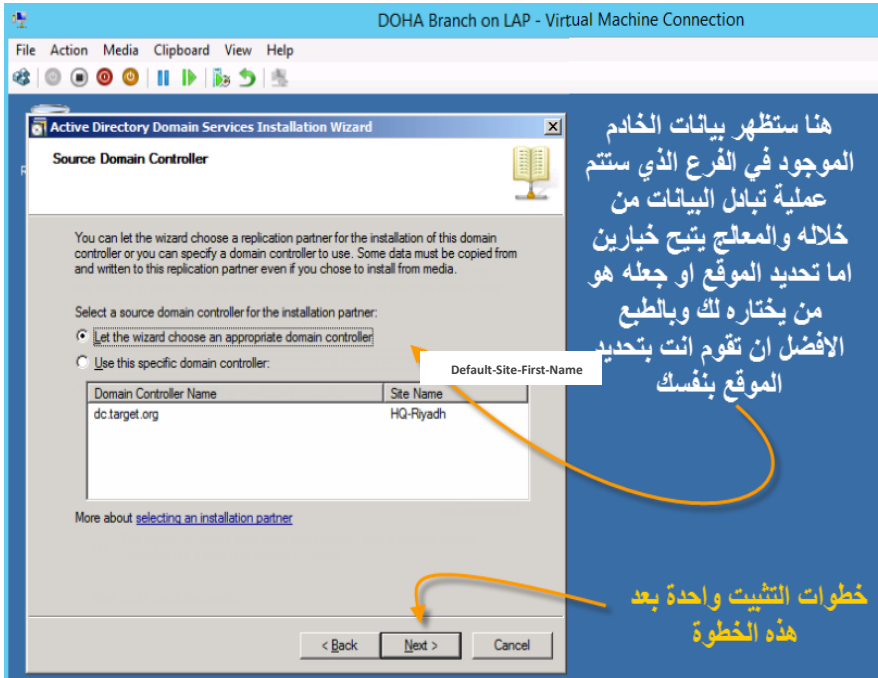 DOHA Branch on LAP - Virtual Machine Connection
File Action Media Clipboard View Help
Active Directory Domain Services Installation Wizard
Source Domain Controller
You can let the wizard choose a replication partner for the installation of this domain
controller or you can specify a domain controller to use. Some data must be copied from
and written to this replication partner even if you chose to install from media.
Select a source domain controller for the installation partner:
Let the wizard choose an appropriate domain controller
Use this specific domain controller:
Default-Site-First-Name
Domain Controller Name Site Name
dc.target.org HQ-Riyadh
More about selecting an installation partner
< Back Next > Cancel
هنا ستظهر بيانات الخادم
الموجود في الفرع الذي ستتم
عملية تبادل البيانات من
خلاله والمعالج يتيح خيارين
اما تحديد الموقع او جعله هو
من يختاره لك وبالطبع
الافضل ان تقوم انت بتحديد
الموقع بنفسك
خطوات التثبيت واحدة بعد
هذه الخطوة